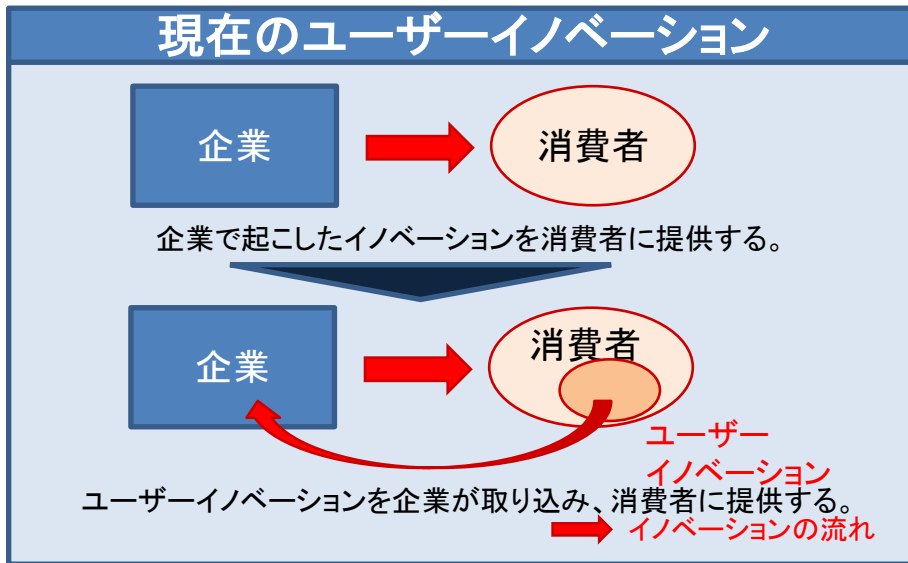 現在のユーザーイノベーション
企業
消費者
企業で起こしたイノベーションを消費者に提供する。
企業
消費者
ユーザー
イノベーション
ユーザーイノベーションを企業が取り込み、消費者に提供する。
イノベーションの流れ